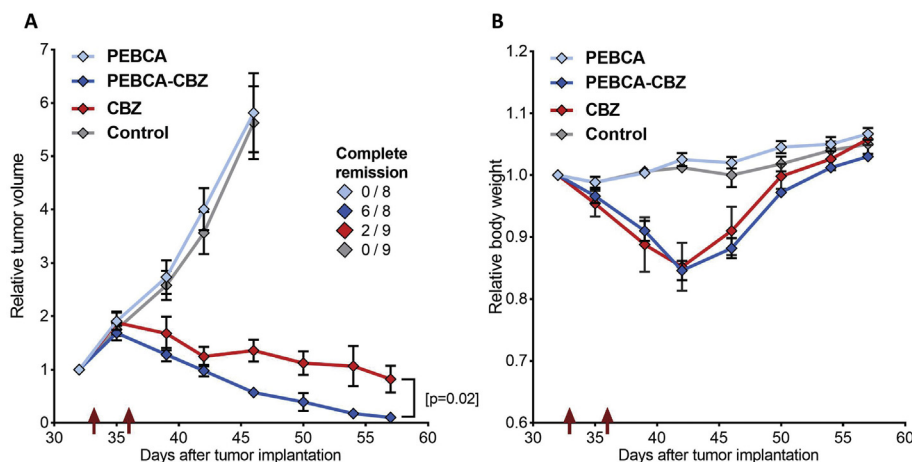 A
Relative tumor volume
7
6
5
4
3
2
1
0
PEBCA
PEBCA-CBZ
CBZ
Control
Complete
remission
0 / 8
6 / 8
2 / 9
0 / 9
[p=0.02]
30 35 40 45 50 55 60
Days after tumor implantation
B
Relative body weight
1.2
1.1
1.0
0.9
0.8
0.7
0.6
PEBCA
PEBCA-CBZ
CBZ
Control
30 35 40 45 50 55 60
Days after tumor implantation